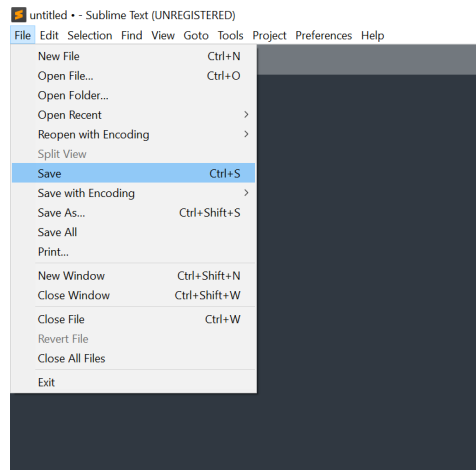 untitled • - Sublime Text (UNREGISTERED)
File Edit Selection Find View Goto Tools Project Preferences Help
New File Ctrl+N
Open File... Ctrl+O
Open Folder...
Open Recent
Reopen with Encoding
Split View
Save Ctrl+S
Save with Encoding
Save As... Ctrl+Shift+S
Save All
Print...
New Window Ctrl+Shift+N
Close Window Ctrl+Shift+W
Close File Ctrl+W
Revert File
Close All Files
Exit